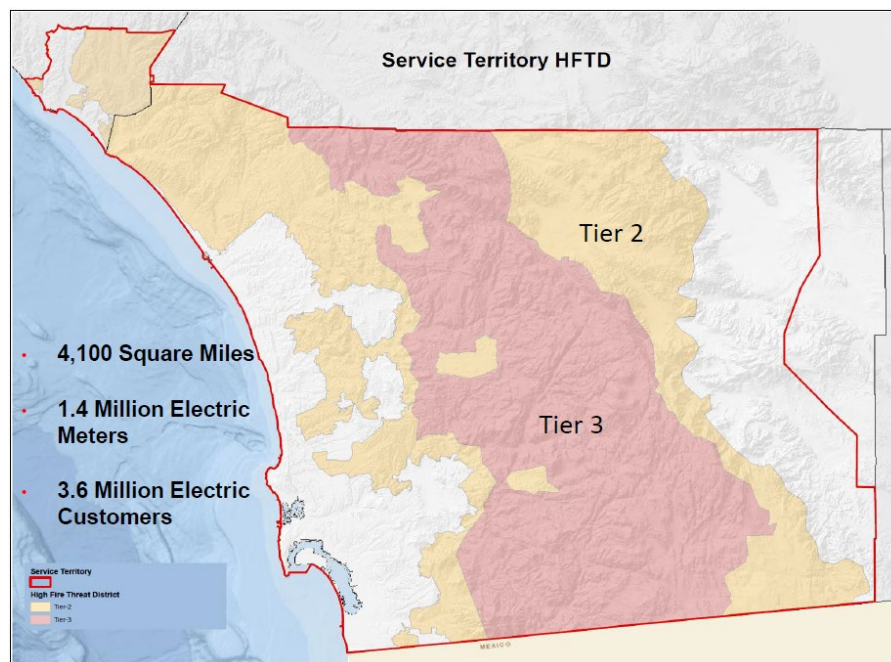 Service Territory HFTD
Tier 2
• 4,100 Square Miles
• 1.4 Million Electric
Meters
Tier 3
• 3.6 Million Electric
Customers
Service Territory
High Fire Threat District
Tier-2
Tier-3
MEXICO